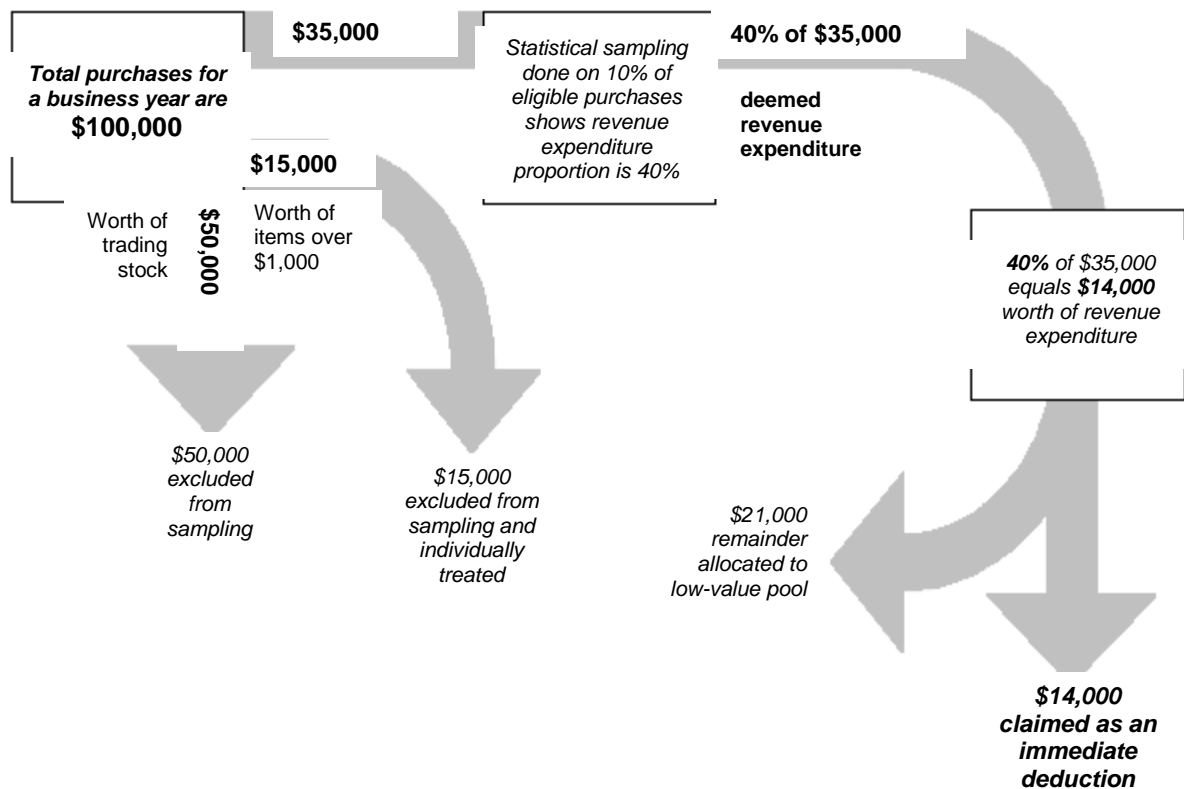 Total purchases for
a business year are
$100,000
$35,000
Statistical sampling
done on 10% of
eligible purchases
shows revenue
expenditure
proportion is 40%
40% of $35,000
deemed
revenue
expenditure
$15,000
Worth of
items over
$1,000
Worth of
trading
stock
$50,000
40% of $35,000
equals $14,000
worth of revenue
expenditure
$50,000
excluded
from
sampling
$15,000
excluded from
sampling and
individually
treated
$21,000
remainder
allocated to
low-value pool
$14,000
claimed as an
immediate
deduction